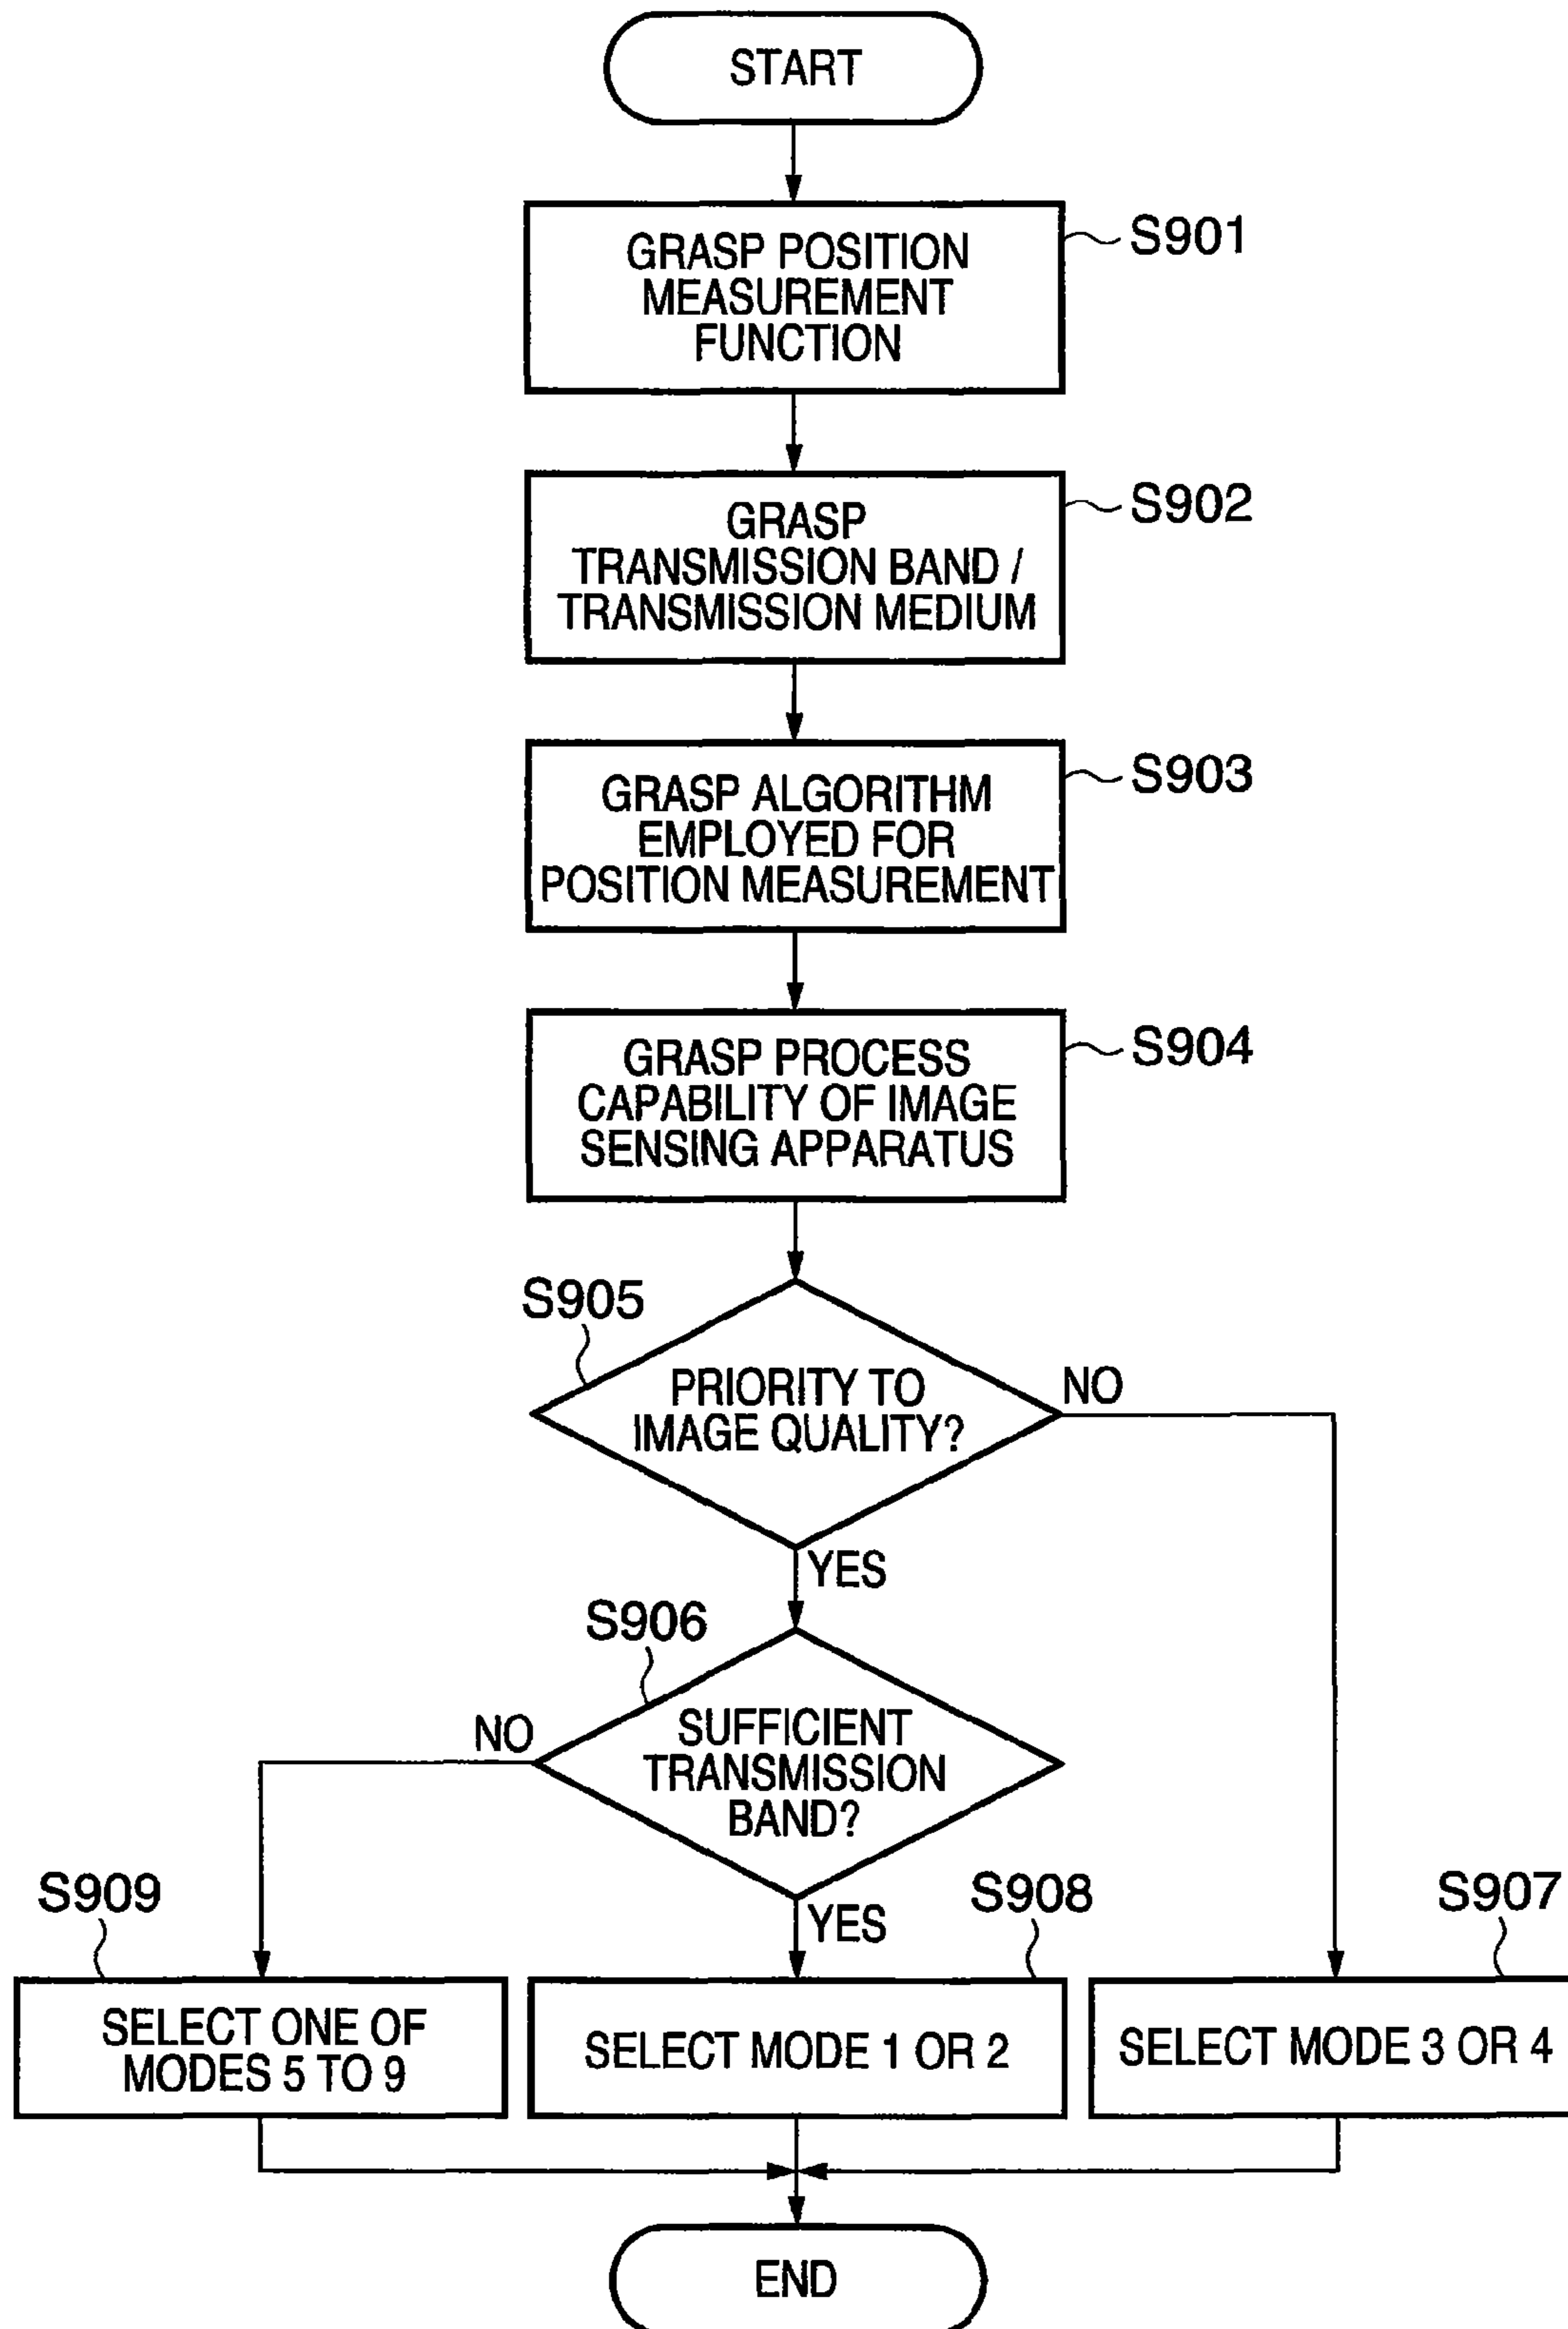 START
S901
GRASP POSITION
MEASUREMENT
FUNCTION
S902
GRASP
TRANSMISSION BAND /
TRANSMISSION MEDIUM
S903
GRASP ALGORITHM
EMPLOYED FOR
POSITION MEASUREMENT
S904
GRASP PROCESS
CAPABILITY OF IMAGE
SENSING APPARATUS
S905
PRIORITY TO
IMAGE QUALITY?
NO
YES
S906
NO
SUFFICIENT
TRANSMISSION
BAND?
YES
S909
S908
S907
SELECT ONE OF
MODES 5 TO 9
SELECT MODE 1 OR 2
SELECT MODE 3 OR 4
END